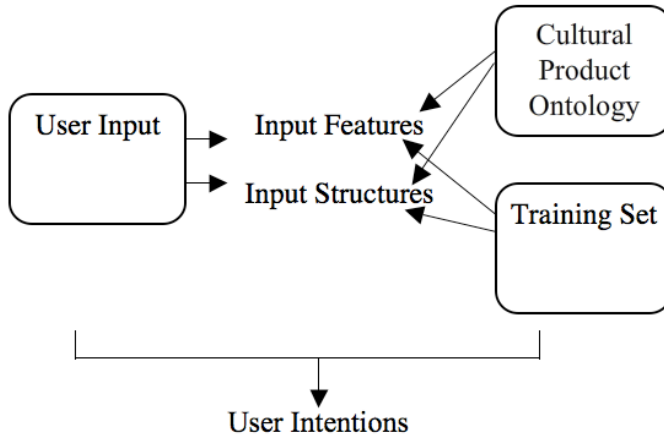 Cultural
Product
Ontology
User Input
Input Features
Input Structures
Training Set
User Intentions